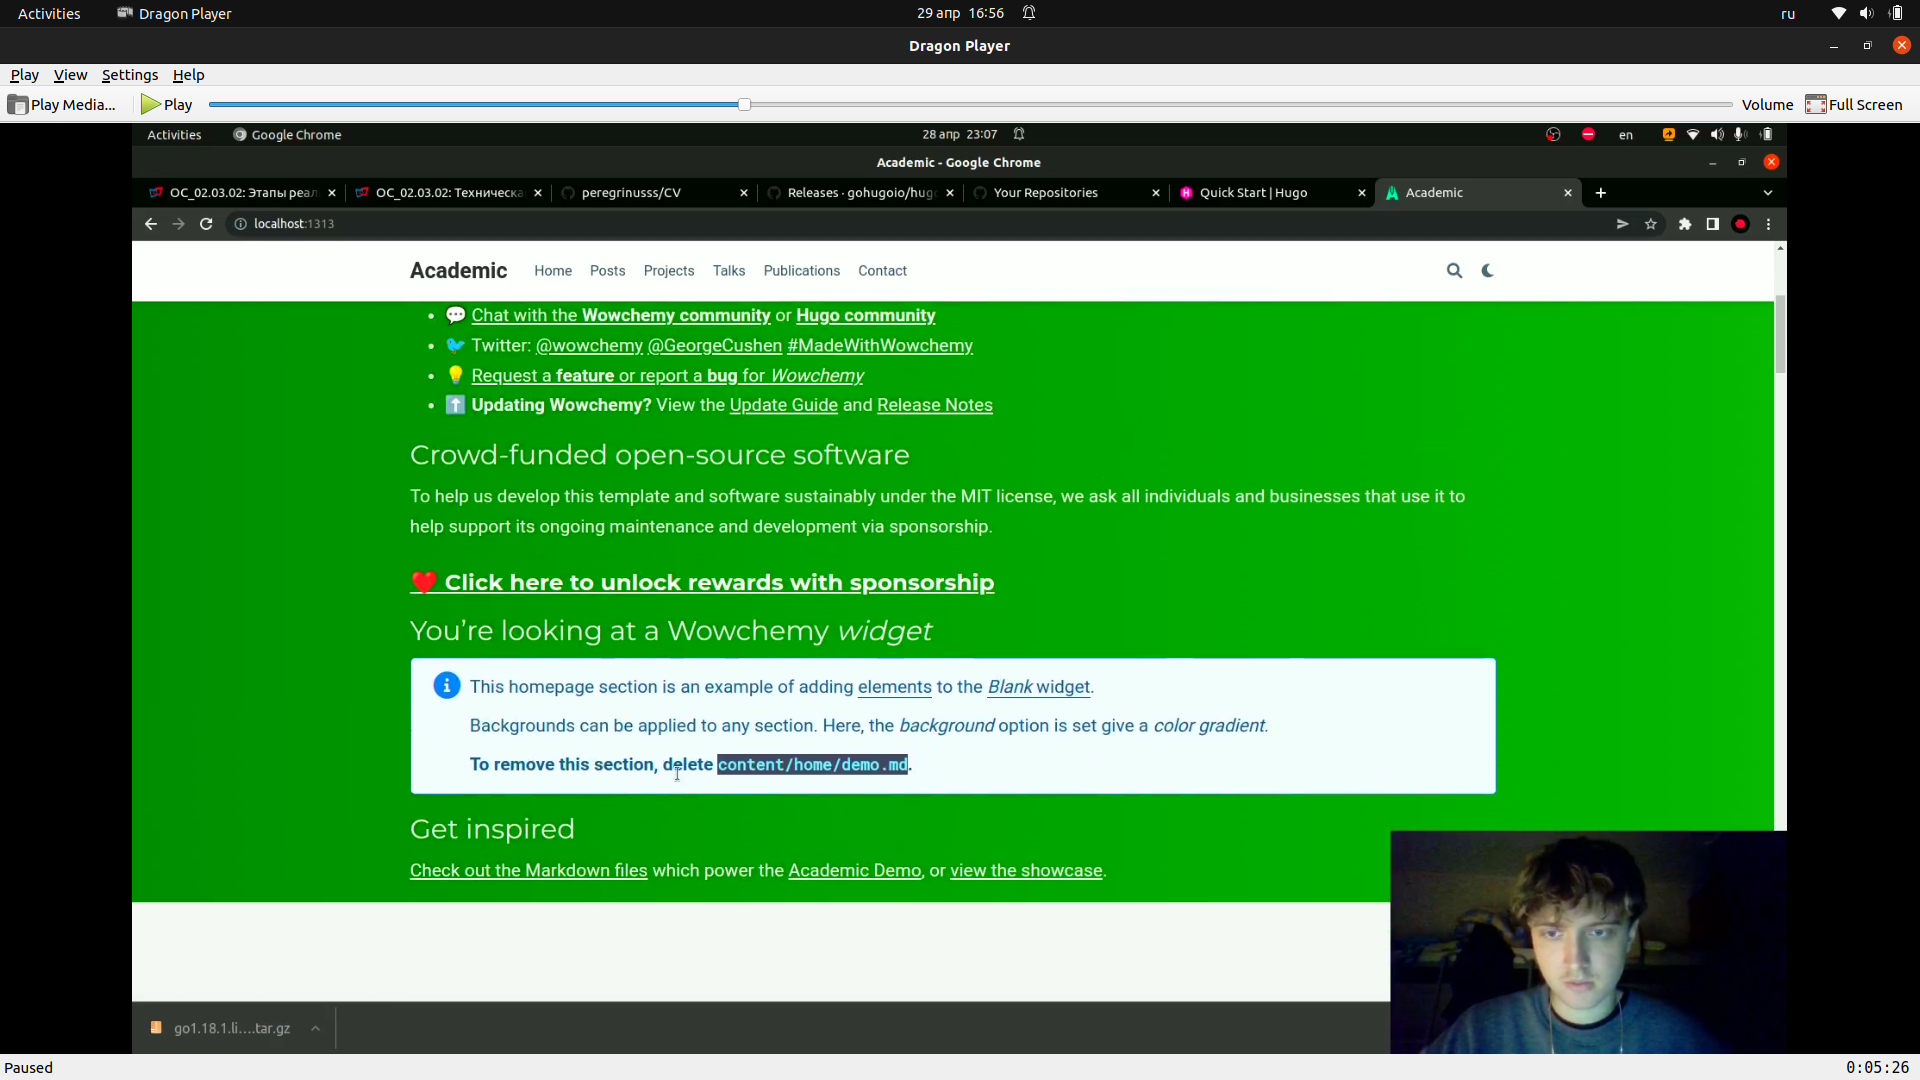 Activities Dragon Player 29 апр 16:56 ru
Dragon Player
Play View Settings Help
Play Media... Play Volume Full Screen
Activities Google Chrome 28 апр 23:07 en
Academic - Google Chrome
ОС_02.03.02: Этапы реал ОС_02.03.02: Техническа peregrinusss/CV Releases · gohugoio/hug Your Repositories Quick Start | Hugo Academic
localhost:1313
Academic Home Posts Projects Talks Publications Contact
Chat with the Wowchemy community or Hugo community
Twitter: @wowchemy @GeorgeCushen #MadeWithWowchemy
Request a feature or report a bug for Wowchemy
Updating Wowchemy? View the Update Guide and Release Notes
Crowd-funded open-source software
To help us develop this template and software sustainably under the MIT license, we ask all individuals and businesses that use it to
help support its ongoing maintenance and development via sponsorship.
Click here to unlock rewards with sponsorship
You’re looking at a Wowchemy widget
This homepage section is an example of adding elements to the Blank widget.
Backgrounds can be applied to any section. Here, the background option is set give a color gradient.
To remove this section, delete content/home/demo.md.
Get inspired
Check out the Markdown files which power the Academic Demo, or view the showcase.
go1.18.1.li....tar.gz
Paused 0:05:26